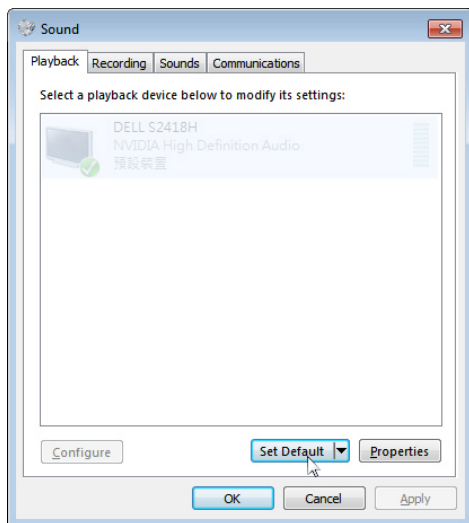 Sound
Playback Recording Sounds Communications
Select a playback device below to modify its settings:
DELL S2418H
NVIDIA High Definition Audio
預設裝置
Configure Set Default Properties
OK Cancel Apply